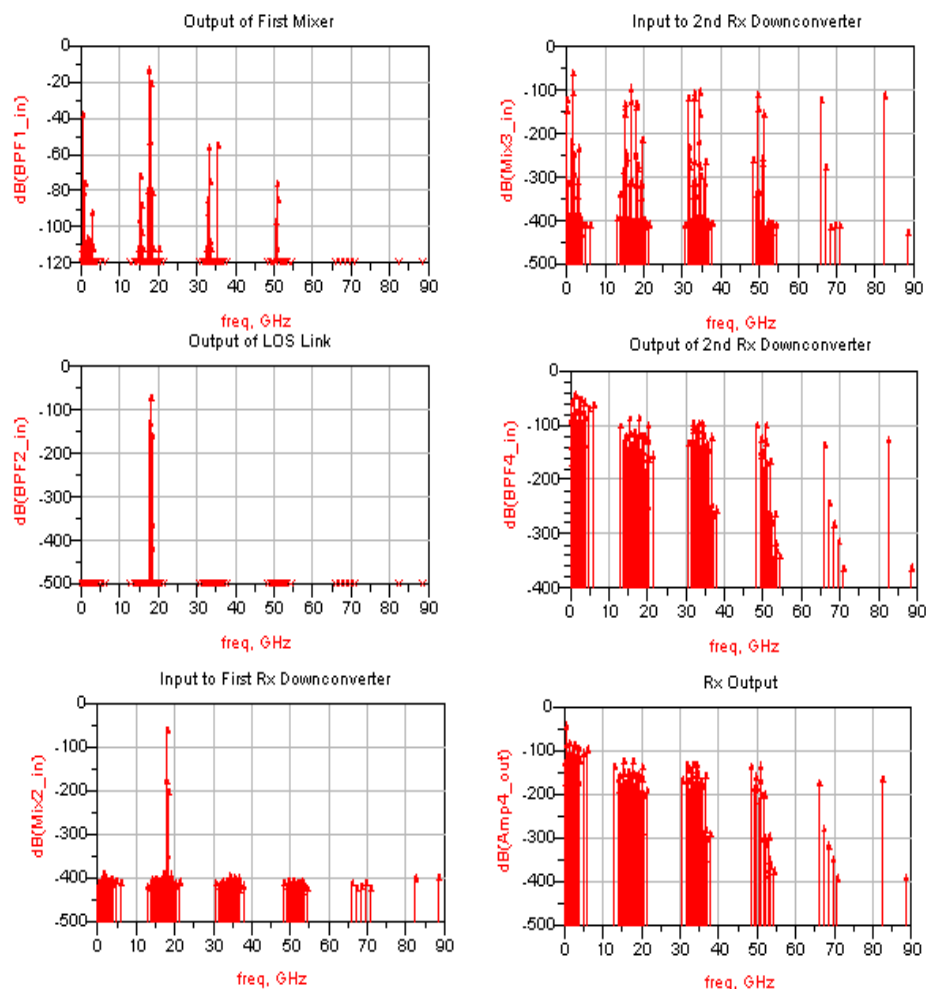 Output of First Mixer
dB(BPF1_in)
0
-20
-40
-60
-80
-100
-120
0 10 20 30 40 50 60 70 80 90
freq, GHz
Input to 2nd Rx Downconverter
dB(Mix3_in)
0
-100
-200
-300
-400
-500
0 10 20 30 40 50 60 70 80 90
freq, GHz
Output of LOS Link
dB(BPF2_in)
0
-100
-200
-300
-400
-500
0 10 20 30 40 50 60 70 80 90
freq, GHz
Output of 2nd Rx Downconverter
dB(BPF4_in)
0
-100
-200
-300
-400
0 10 20 30 40 50 60 70 80 90
freq, GHz
Input to First Rx Downconverter
dB(Mix2_in)
0
-100
-200
-300
-400
-500
0 10 20 30 40 50 60 70 80 90
freq, GHz
Rx Output
dB(Amp4_out)
0
-100
-200
-300
-400
-500
0 10 20 30 40 50 60 70 80 90
freq, GHz